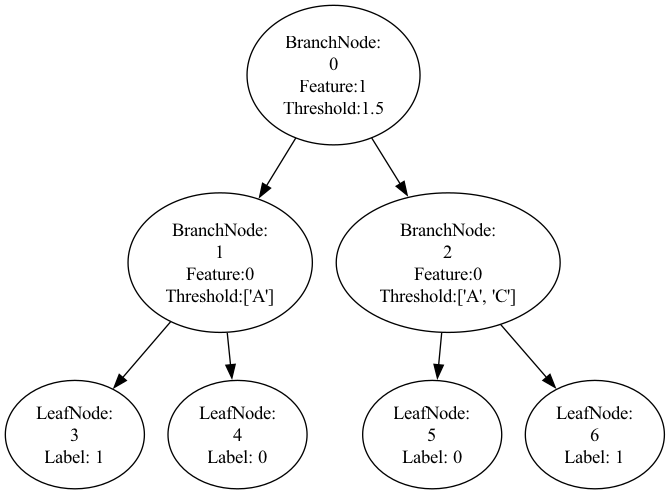 BranchNode:
0
Feature:1
Threshold:1.5
BranchNode:
1
Feature:0
Threshold:['A']
BranchNode:
2
Feature:0
Threshold:['A', 'C']
LeafNode:
3
Label: 1
LeafNode:
4
Label: 0
LeafNode:
5
Label: 0
LeafNode:
6
Label: 1